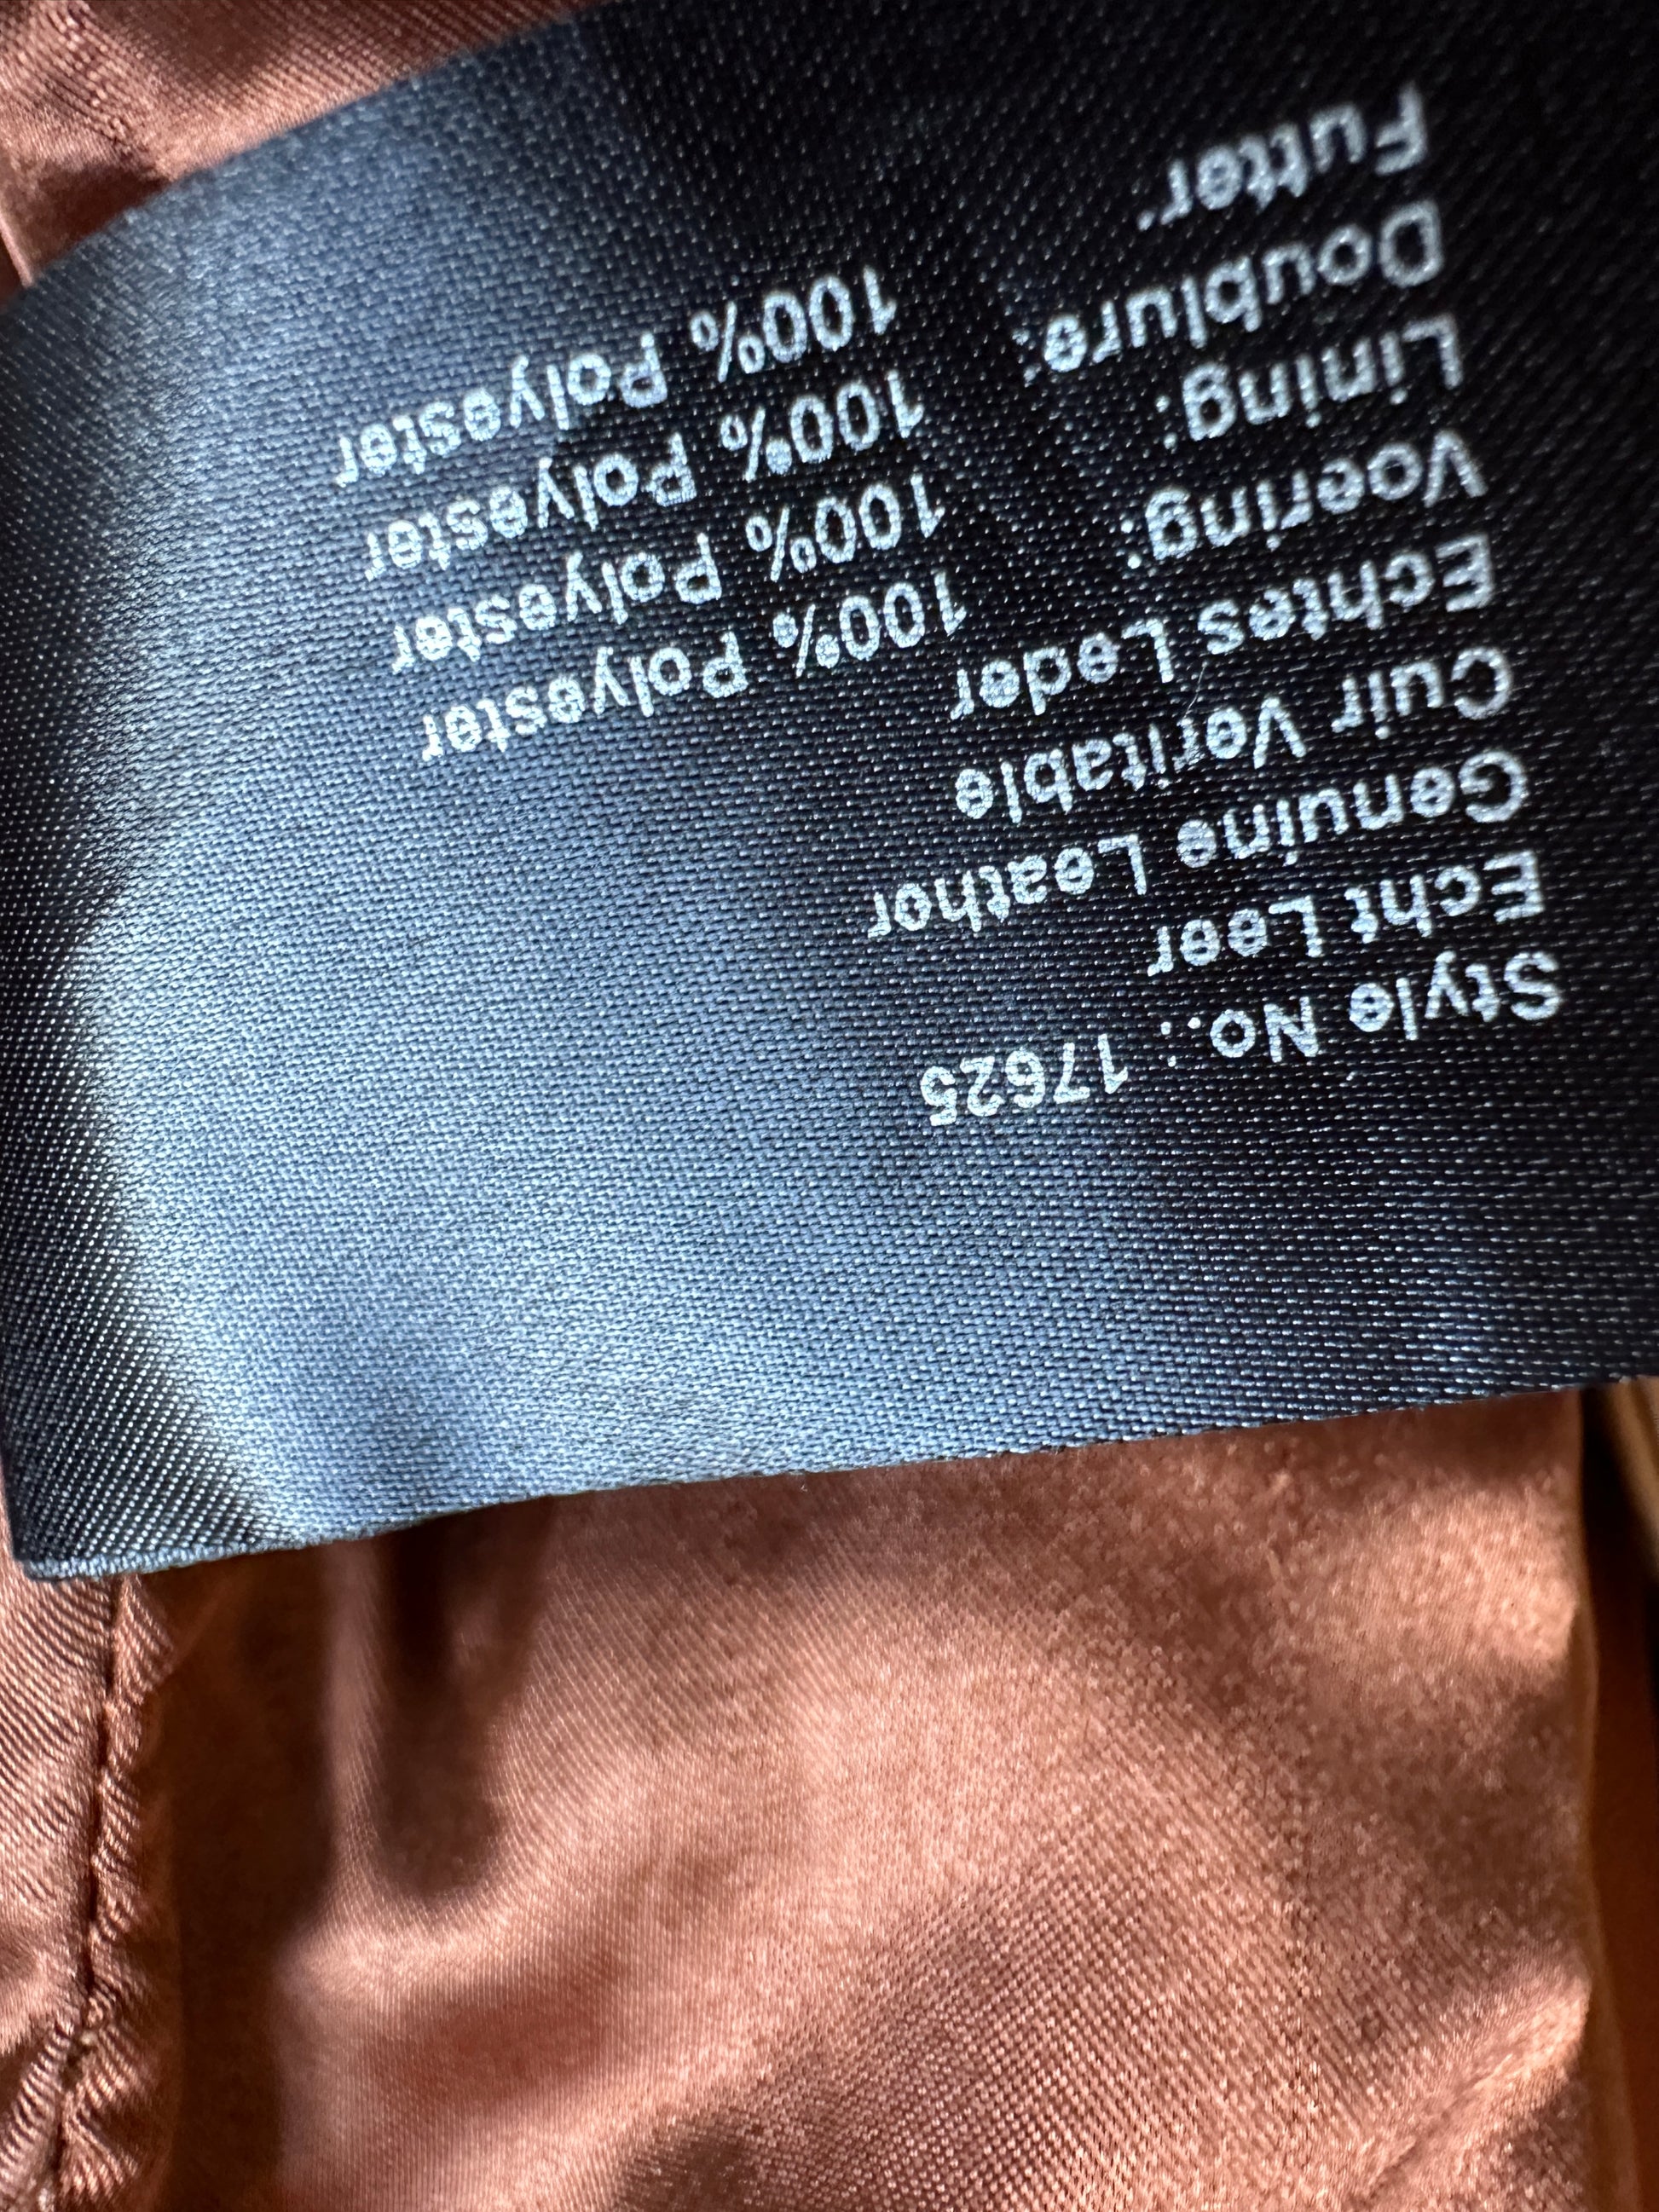 Style No.: 17625
Echt Leer
Genuine Leather
Cuir Veritable
Echtes Leder
Voering: 100% Polyester
Lining: 100% Polyester
Doublure: 100% Polyester
Futter: 100% Polyester